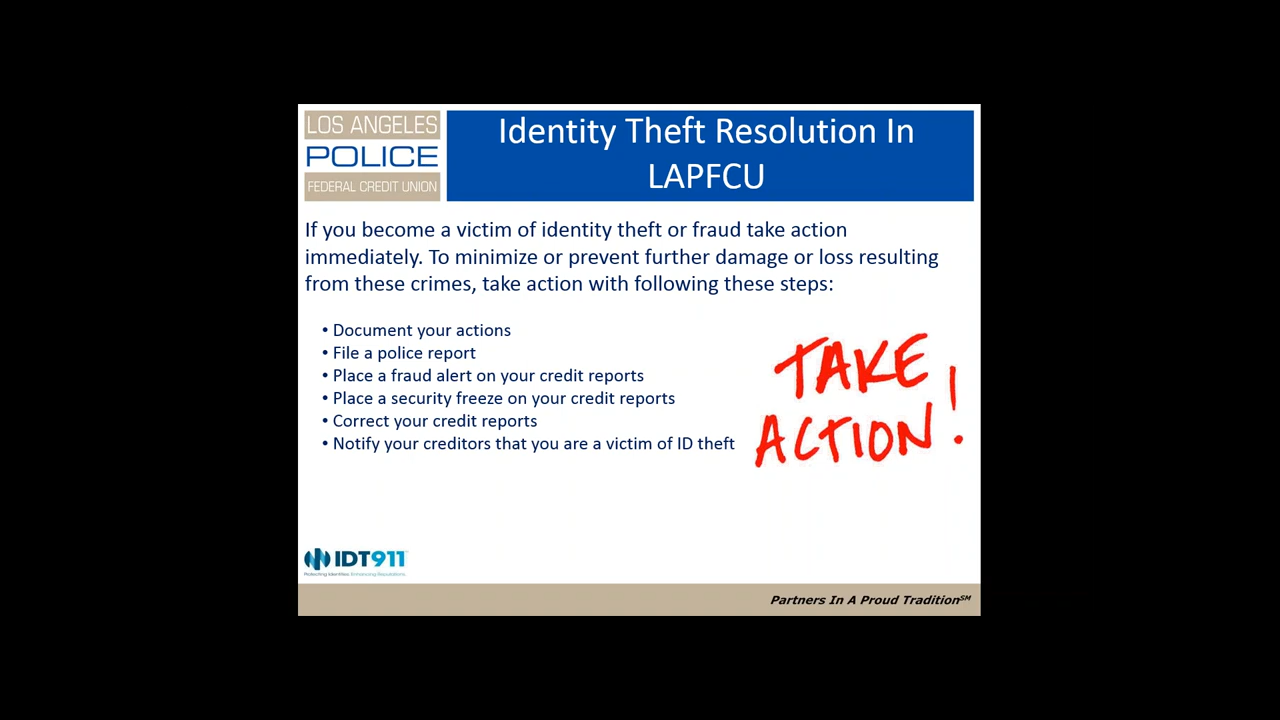 LOS ANGELES
POLICE
FEDERAL CREDIT UNION
Identity Theft Resolution In
LAPFCU
If you become a victim of identity theft or fraud take action
immediately. To minimize or prevent further damage or loss resulting
from these crimes, take action with following these steps:
• Document your actions
• File a police report
• Place a fraud alert on your credit reports
• Place a security freeze on your credit reports
• Correct your credit reports
• Notify your creditors that you are a victim of ID theft
TAKE
ACTION!
IDT911
Protecting Identities. Enhancing Reputations.
Partners In A Proud Tradition℠